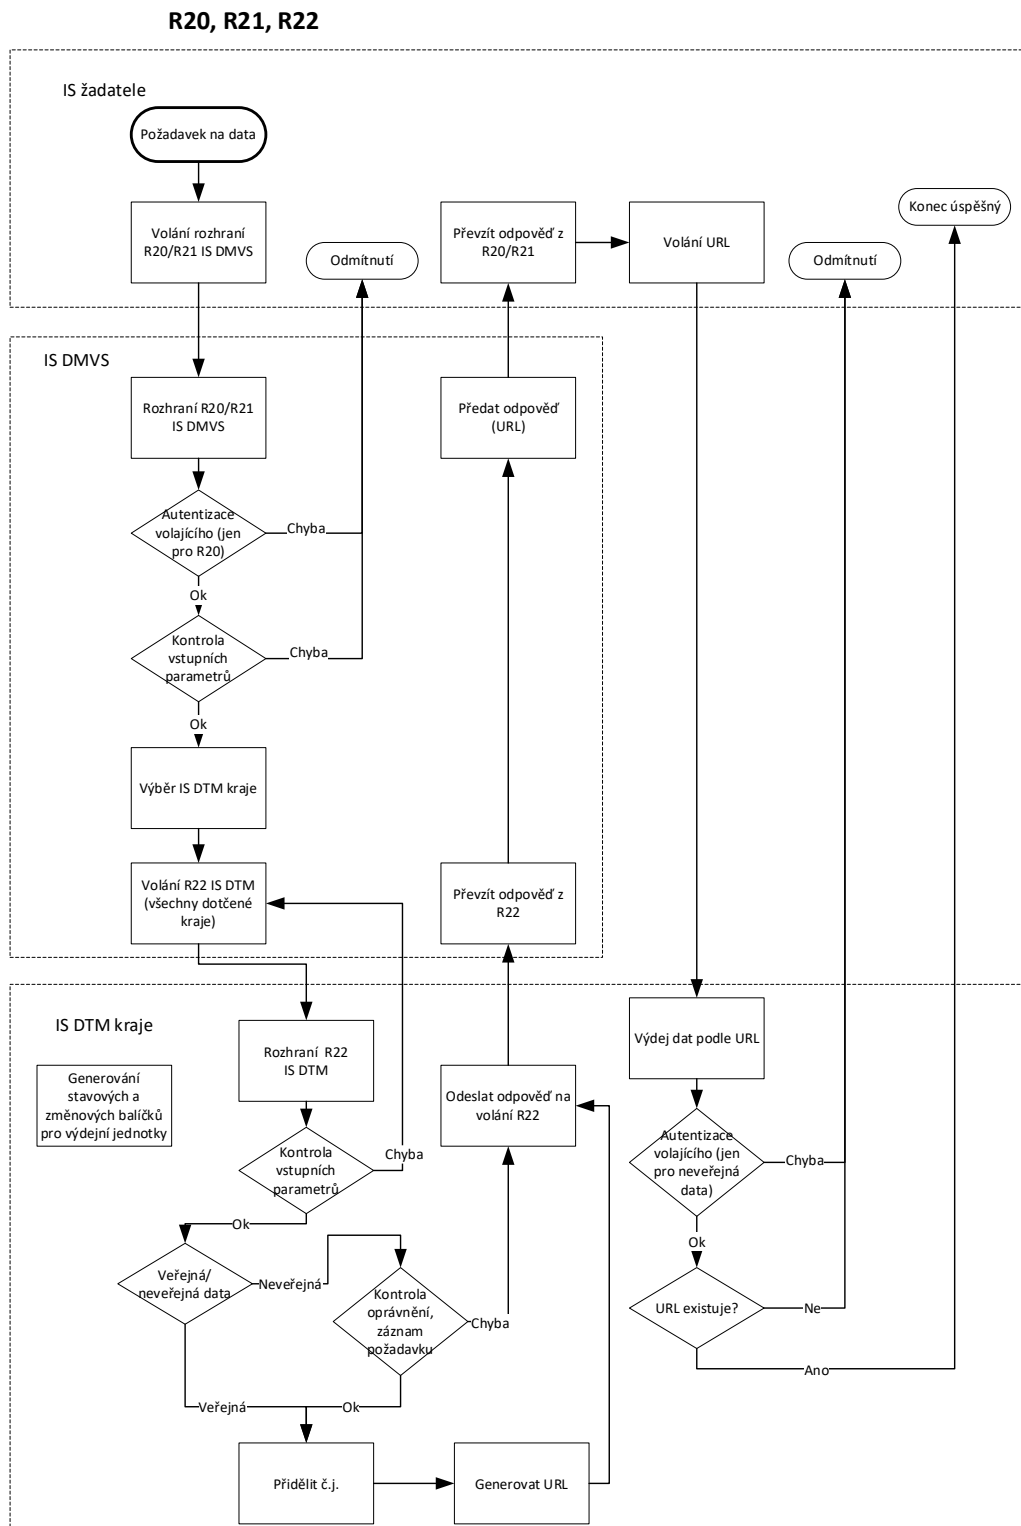 R20, R21, R22
IS žadatele
Požadavek na data
Volání rozhraní
R20/R21 IS DMVS
Odmítnutí
Převzít odpověď z
R20/R21
Volání URL
Odmítnutí
Konec úspěšný
IS DMVS
Rozhraní R20/R21
IS DMVS
Předat odpověď
(URL)
Autentizace
volajícího (jen
pro R20)
Chyba
Ok
Kontrola
vstupních
parametrů
Chyba
Ok
Výběr IS DTM kraje
Volání R22 IS DTM
(všechny dotčené
kraje)
Převzít odpověď z
R22
IS DTM kraje
Generování
stavových a
změnových balíčků
pro výdejní jednotky
Rozhraní R22
IS DTM
Kontrola
vstupních
parametrů
Chyba
Ok
Odeslat odpověď na
volání R22
Výdej dat podle URL
Autentizace
volajícího (jen
pro neveřejná
data)
Chyba
Ok
Veřejná/
neveřejná data
Neveřejná
Kontrola
oprávnění,
záznam
požadavku
Chyba
URL existuje?
Ne
Ano
Veřejná
Ok
Přidělit č.j.
Generovat URL